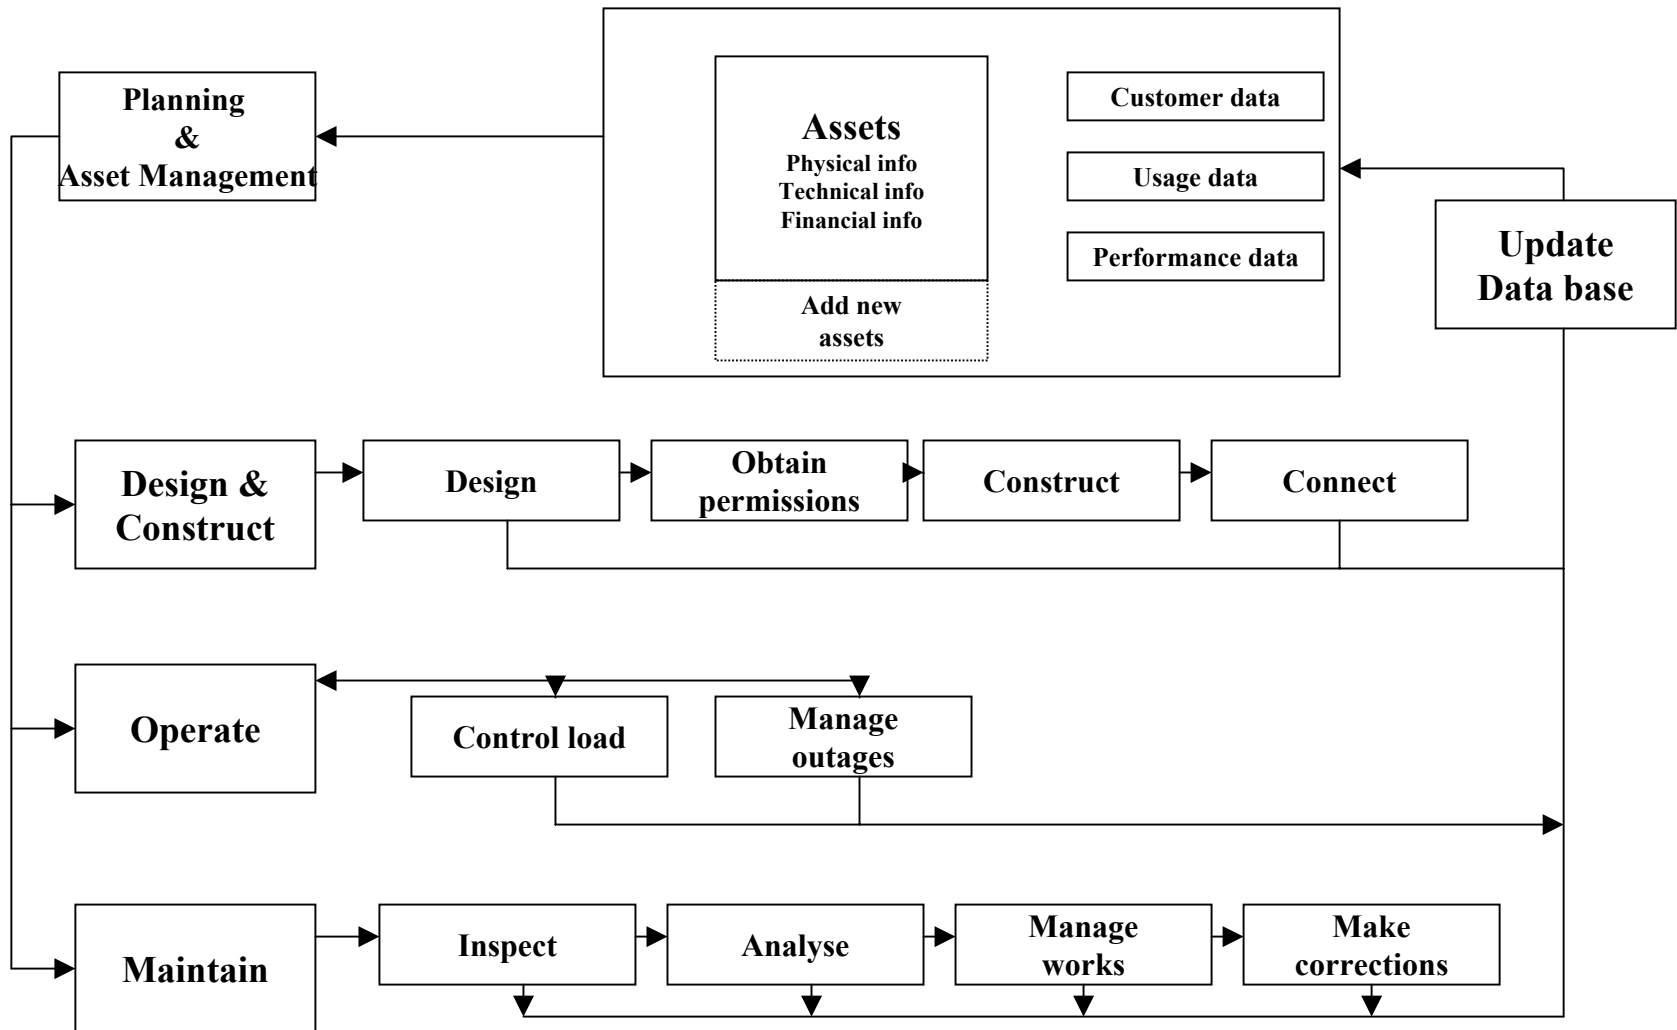 Planning
&
Asset Management
Assets
Physical info
Technical info
Financial info
Add new
assets
Customer data
Usage data
Performance data
Update
Data base
Design &
Construct
Design
Obtain
permissions
Construct
Connect
Operate
Control load
Manage
outages
Maintain
Inspect
Analyse
Manage
works
Make
corrections